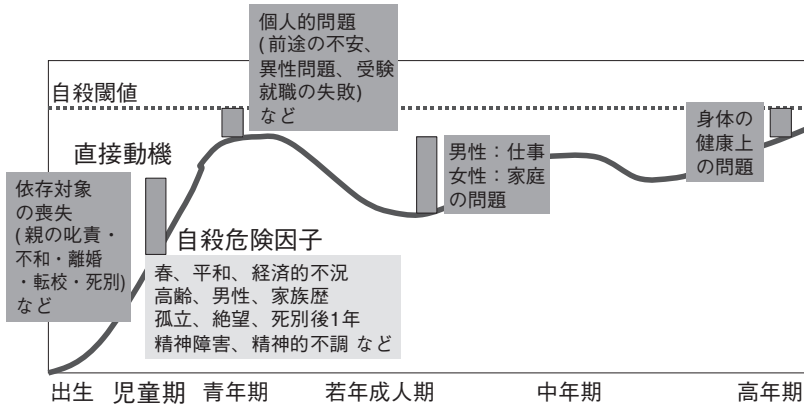 個人的問題
(前途の不安、
異性問題、受験
就職の失敗)
など
自殺閾値
直接動機
依存対象
の喪失
(親の叱責・
不和・離婚
・転校・死別)
など
男性：仕事
女性：家庭
の問題
身体の
健康上
の問題
自殺危険因子
春、平和、経済的不況
高齢、男性、家族歴
孤立、絶望、死別後1年
精神障害、精神的不調 など
出生 児童期 青年期 若年成人期 中年期 高年期